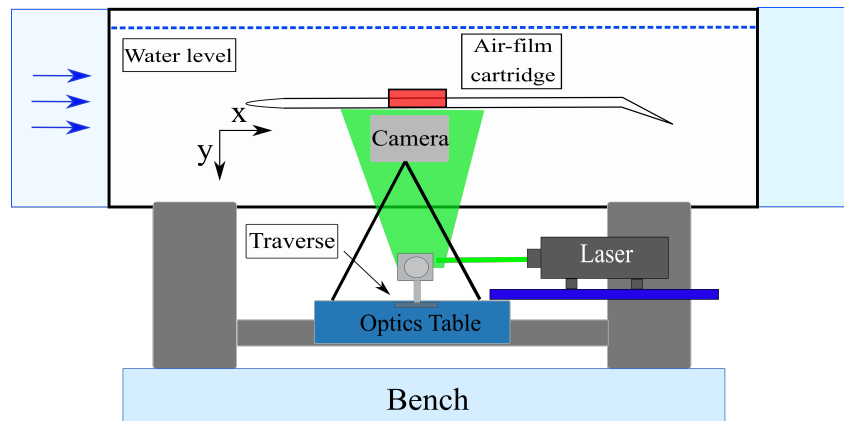 Water level
Air-film
cartridge
x
y
Camera
Traverse
Laser
Optics Table
Bench